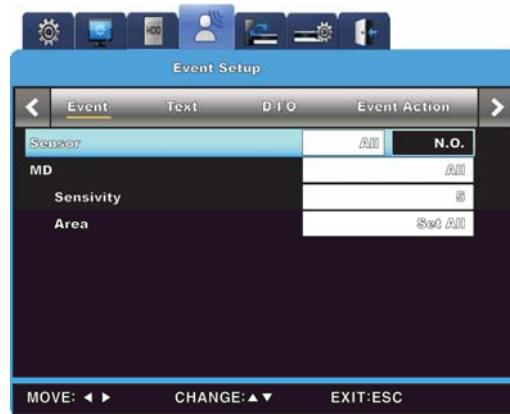 HDD
Event Setup
Event Text D-I/O Event Action
Sensor All N.O.
MD All
Sensivity 5
Area Set All
MOVE: ◄ ► CHANGE:▲▼ EXIT:ESC